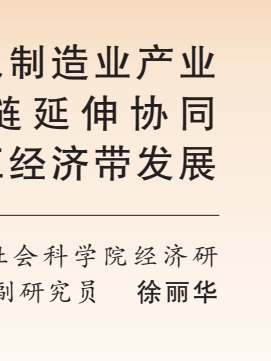 制造业产业
链延伸协同
经济带发展
社会科学院经济研
副研究员 徐丽华